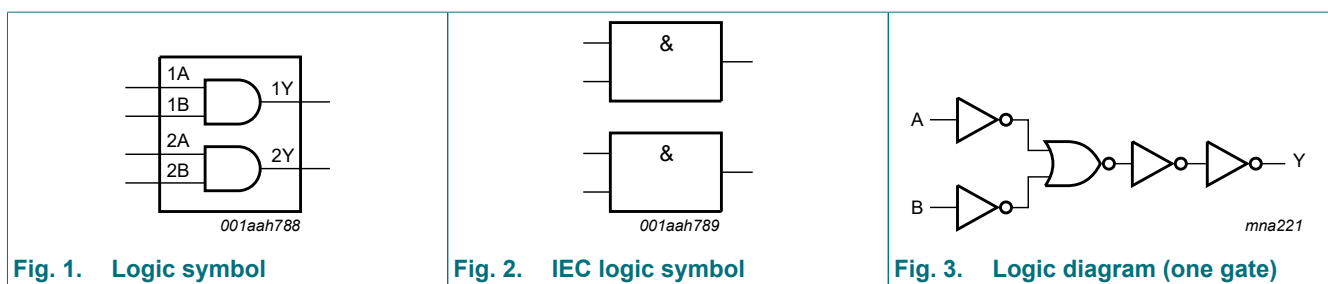 1A
1Y
1B
2A
2Y
2B
001aah788
Fig. 1. Logic symbol
&
&
001aah789
Fig. 2. IEC logic symbol
A
Y
B
mna221
Fig. 3. Logic diagram (one gate)